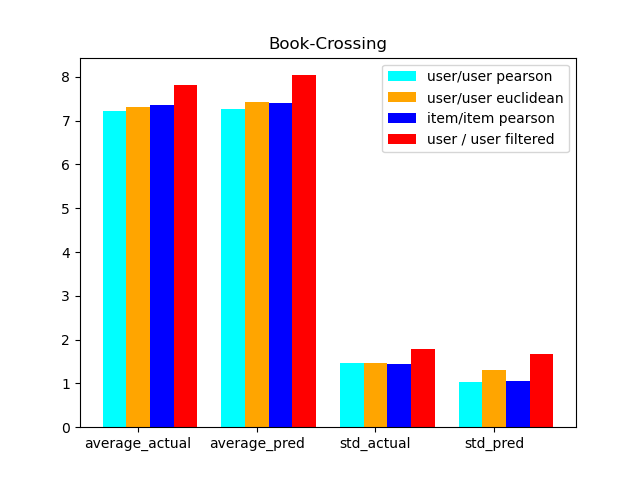 Book-Crossing
user/user pearson
user/user euclidean
item/item pearson
user / user filtered
8
7
6
5
4
3
2
1
0
average_actual
average_pred
std_actual
std_pred